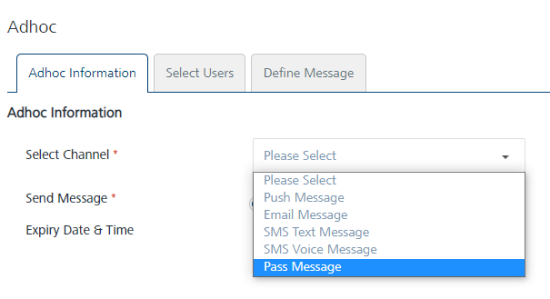 Adhoc
Adhoc Information Select Users Define Message
Adhoc Information
Select Channel * Please Select
Please Select
Send Message * Push Message
Email Message
Expiry Date & Time SMS Text Message
SMS Voice Message
Pass Message